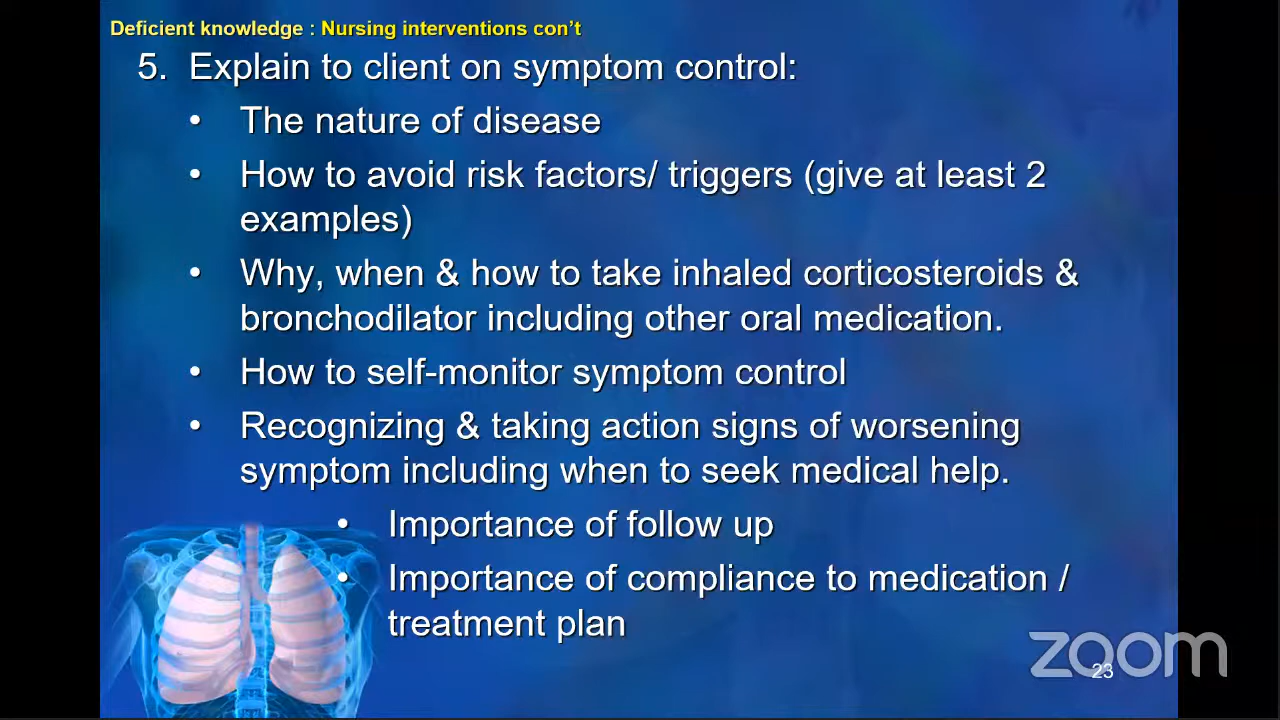 Deficient knowledge : Nursing interventions con't
5. Explain to client on symptom control:
• The nature of disease
• How to avoid risk factors/ triggers (give at least 2
examples)
• Why, when & how to take inhaled corticosteroids &
bronchodilator including other oral medication.
• How to self-monitor symptom control
• Recognizing & taking action signs of worsening
symptom including when to seek medical help.
• Importance of follow up
• Importance of compliance to medication /
treatment plan
zoom
23